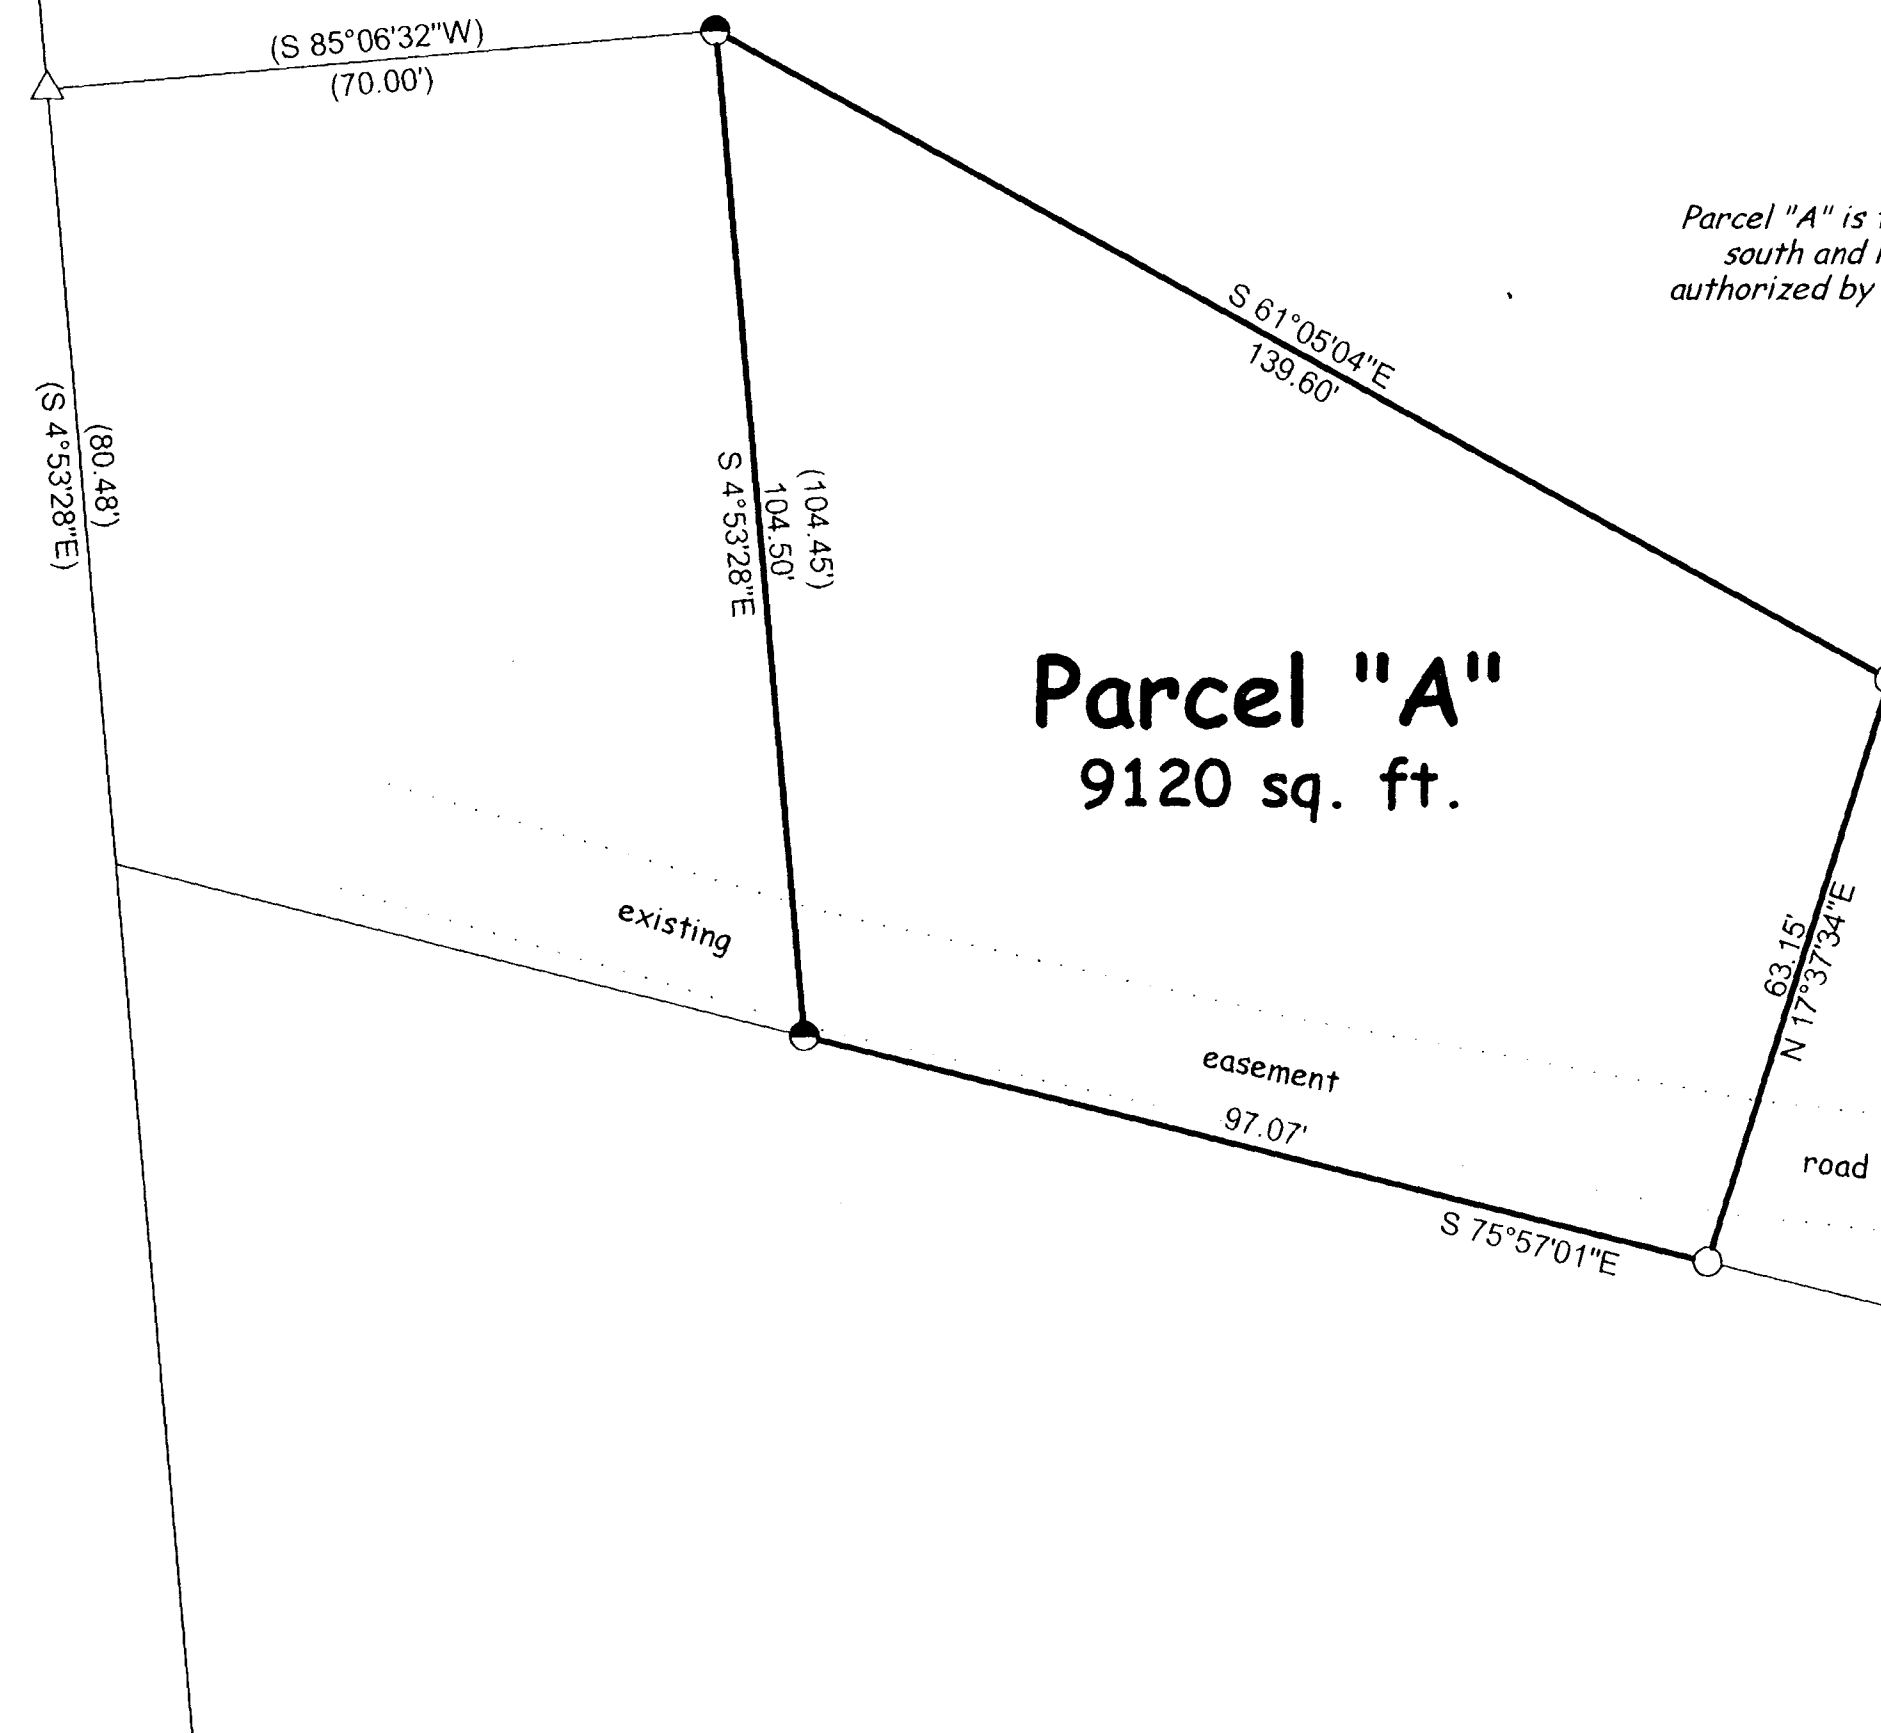 (S 85°06'32"W)
(70.00')
Parcel "A" is
south and
authorized by
S 61°05'04"E
139.60'
(80.48')
(S 4°53'28"E)
(104.45')
104.50'
S 4°53'28"E
Parcel "A"
9120 sq. ft.
63.15'
N 17°37'34"E
existing
easement
97.07'
road
S 75°57'01"E